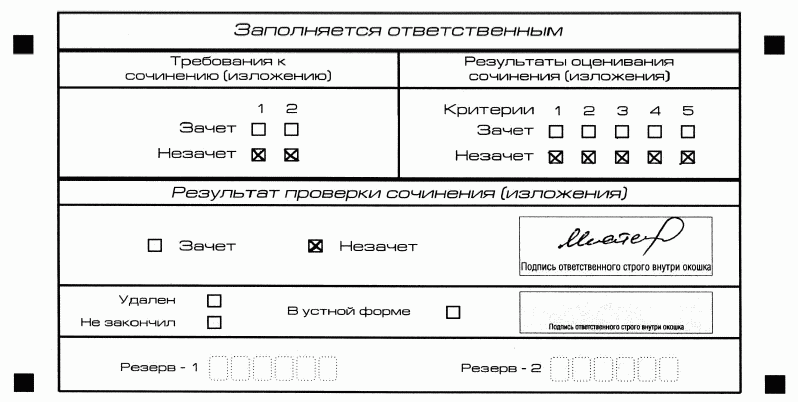 Заполняется ответственным
Требования к
сочинению (изложению)
Результаты оценивания
сочинения (изложения)
1 2
Зачет
Незачет
Критерии 1 2 3 4 5
Зачет
Незачет
Результат проверки сочинения (изложения)
Зачет
Незачет
Подпись ответственного строго внутри окошка
Удален
Не закончил
В устной форме
Подпись ответственного строго внутри окошка
Резерв - 1
Резерв - 2